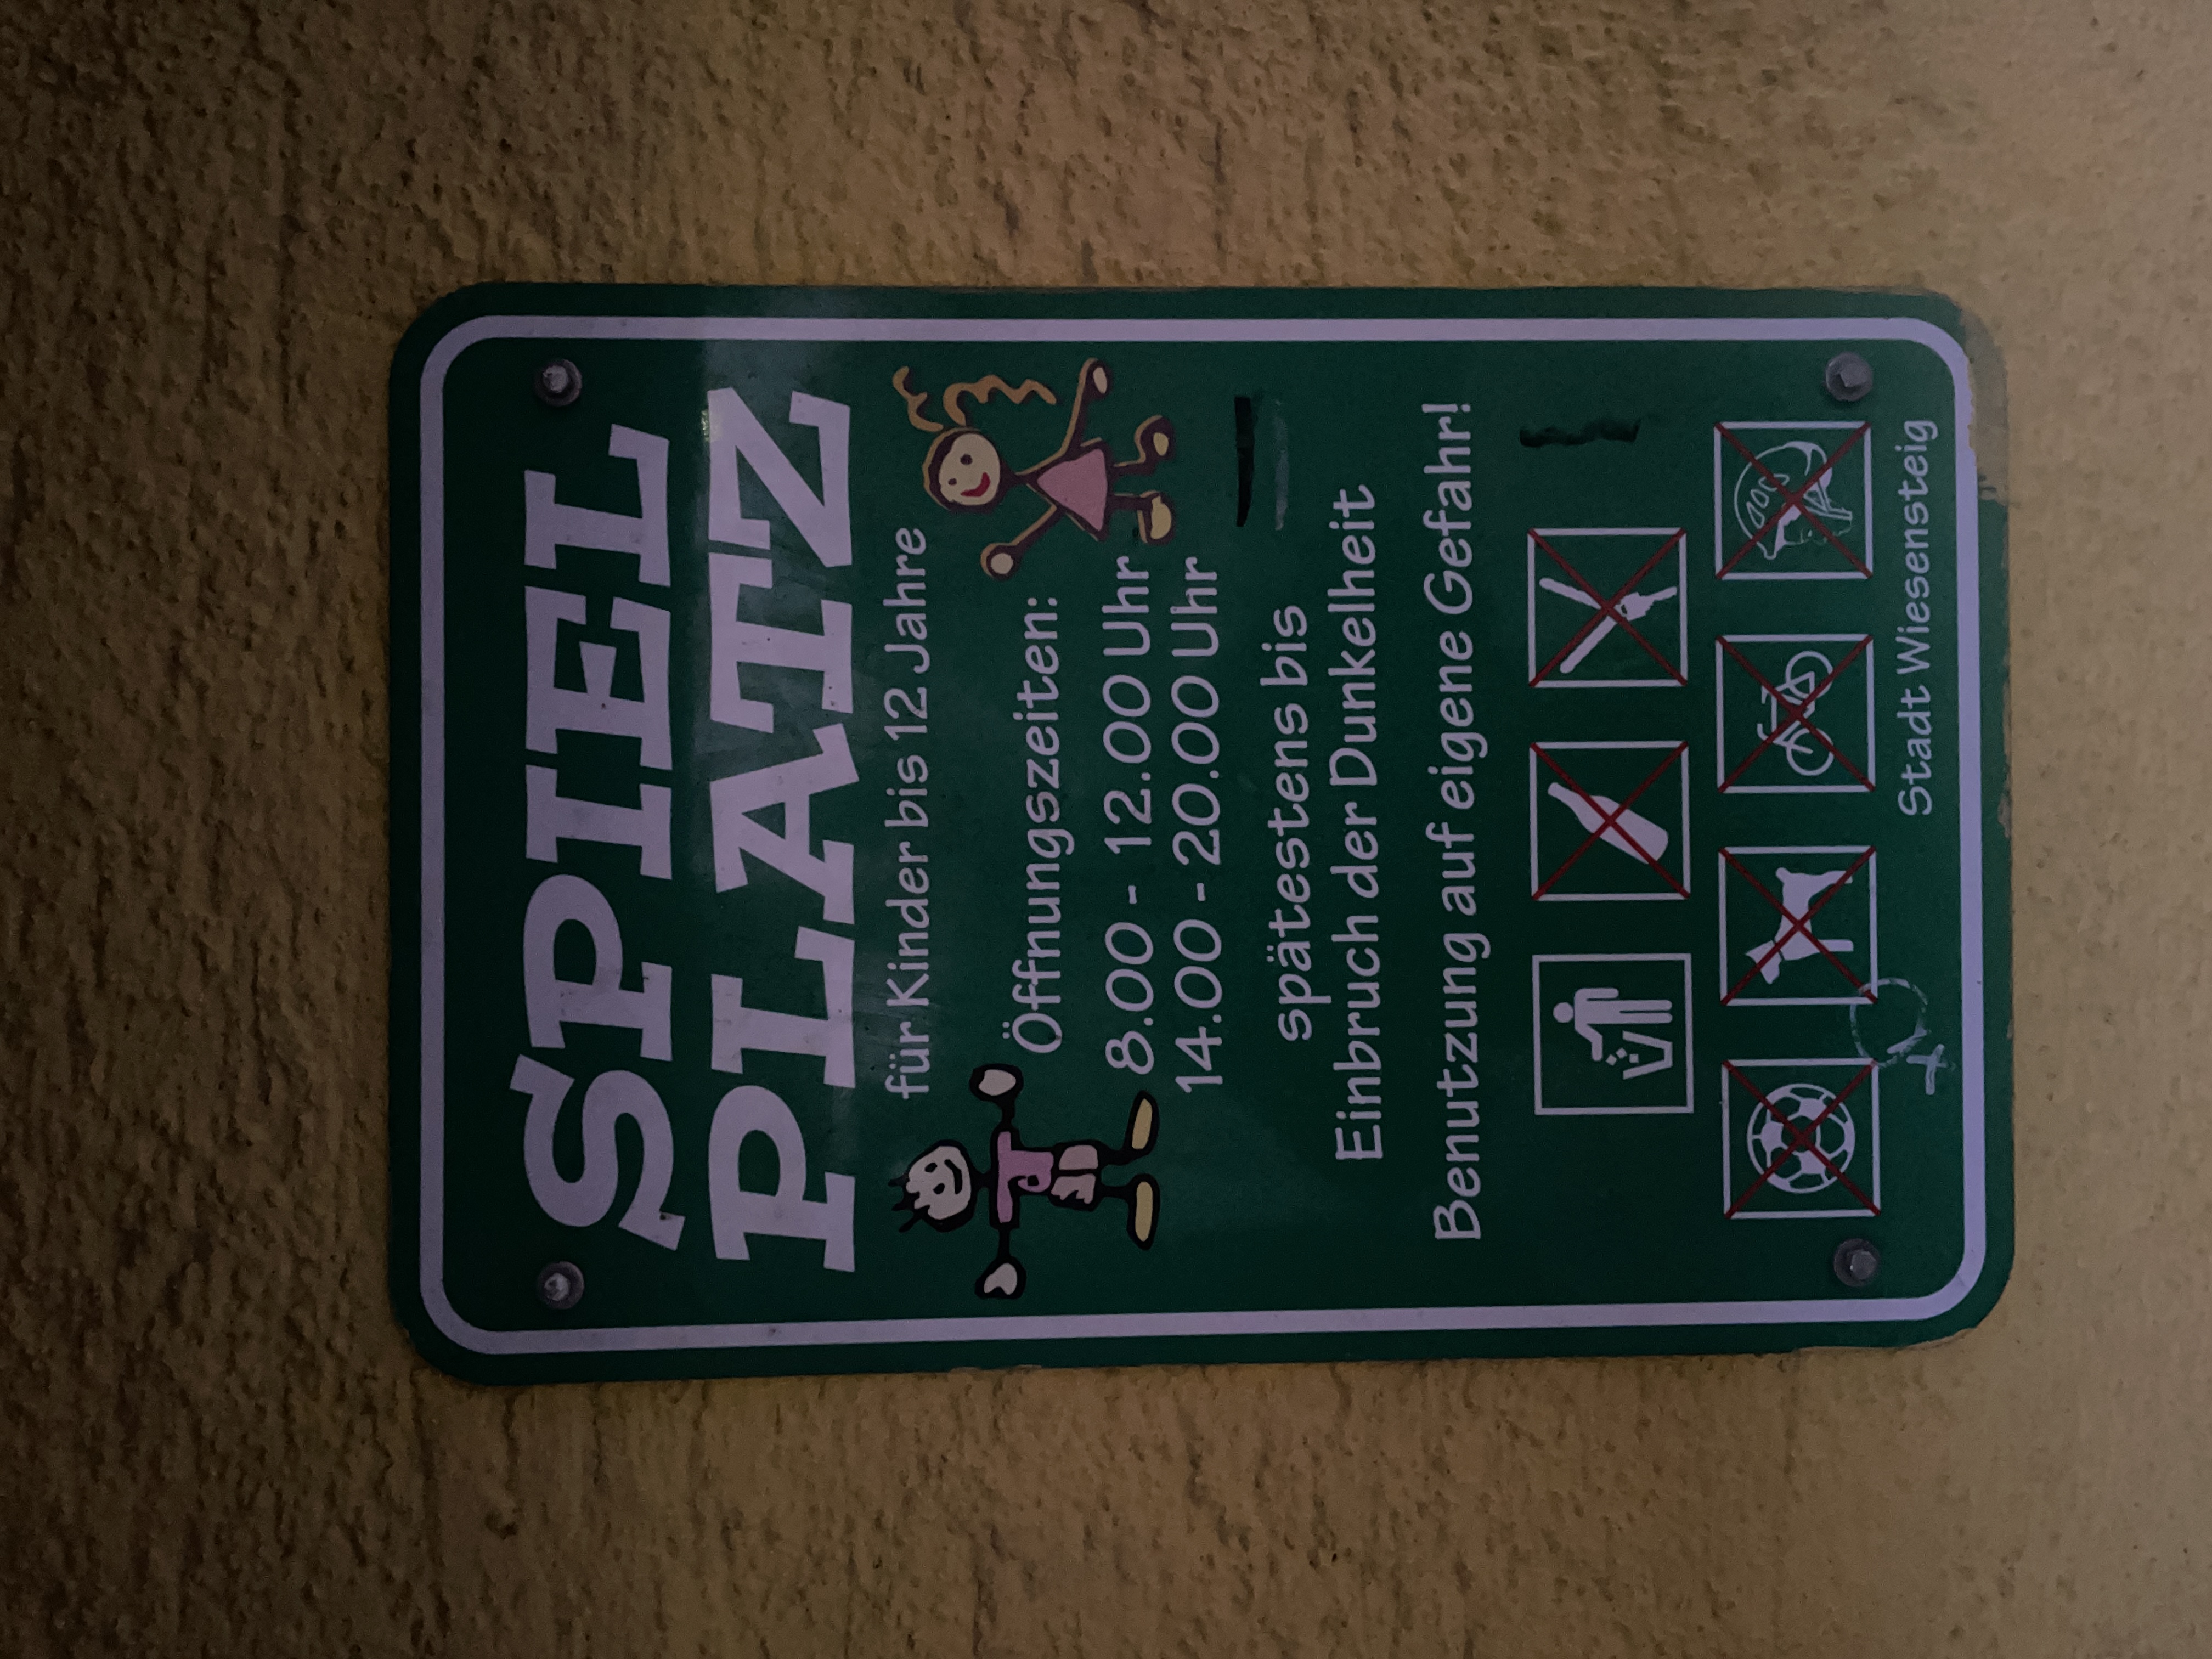 SPIEL
PLATZ
für Kinder bis 12 Jahre
Öffnungszeiten:
8.00 - 12.00 Uhr
14.00 - 20.00 Uhr
spätestens bis
Einbruch der Dunkelheit
Benutzung auf eigene Gefahr!
Stadt Wiesensteig